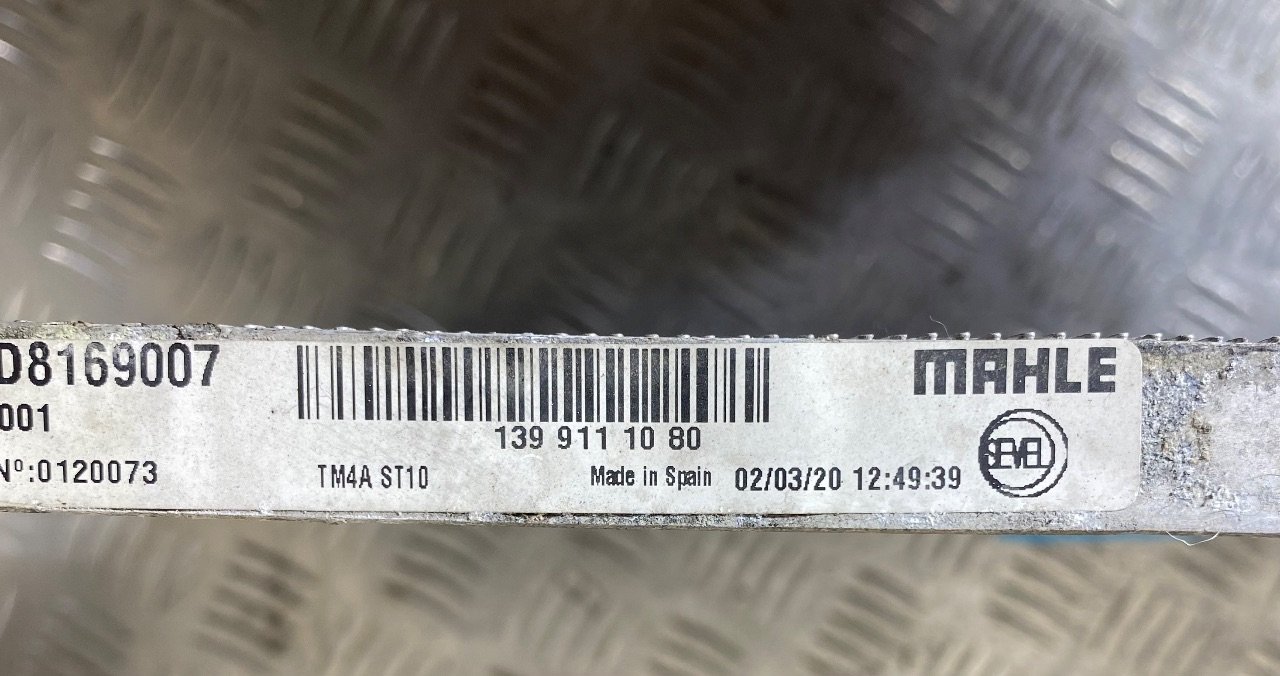 D8169007
001
Nº:0120073
139 911 10 80
TM4A ST10
Made in Spain 02/03/20 12:49:39
MAHLE
SEVEL